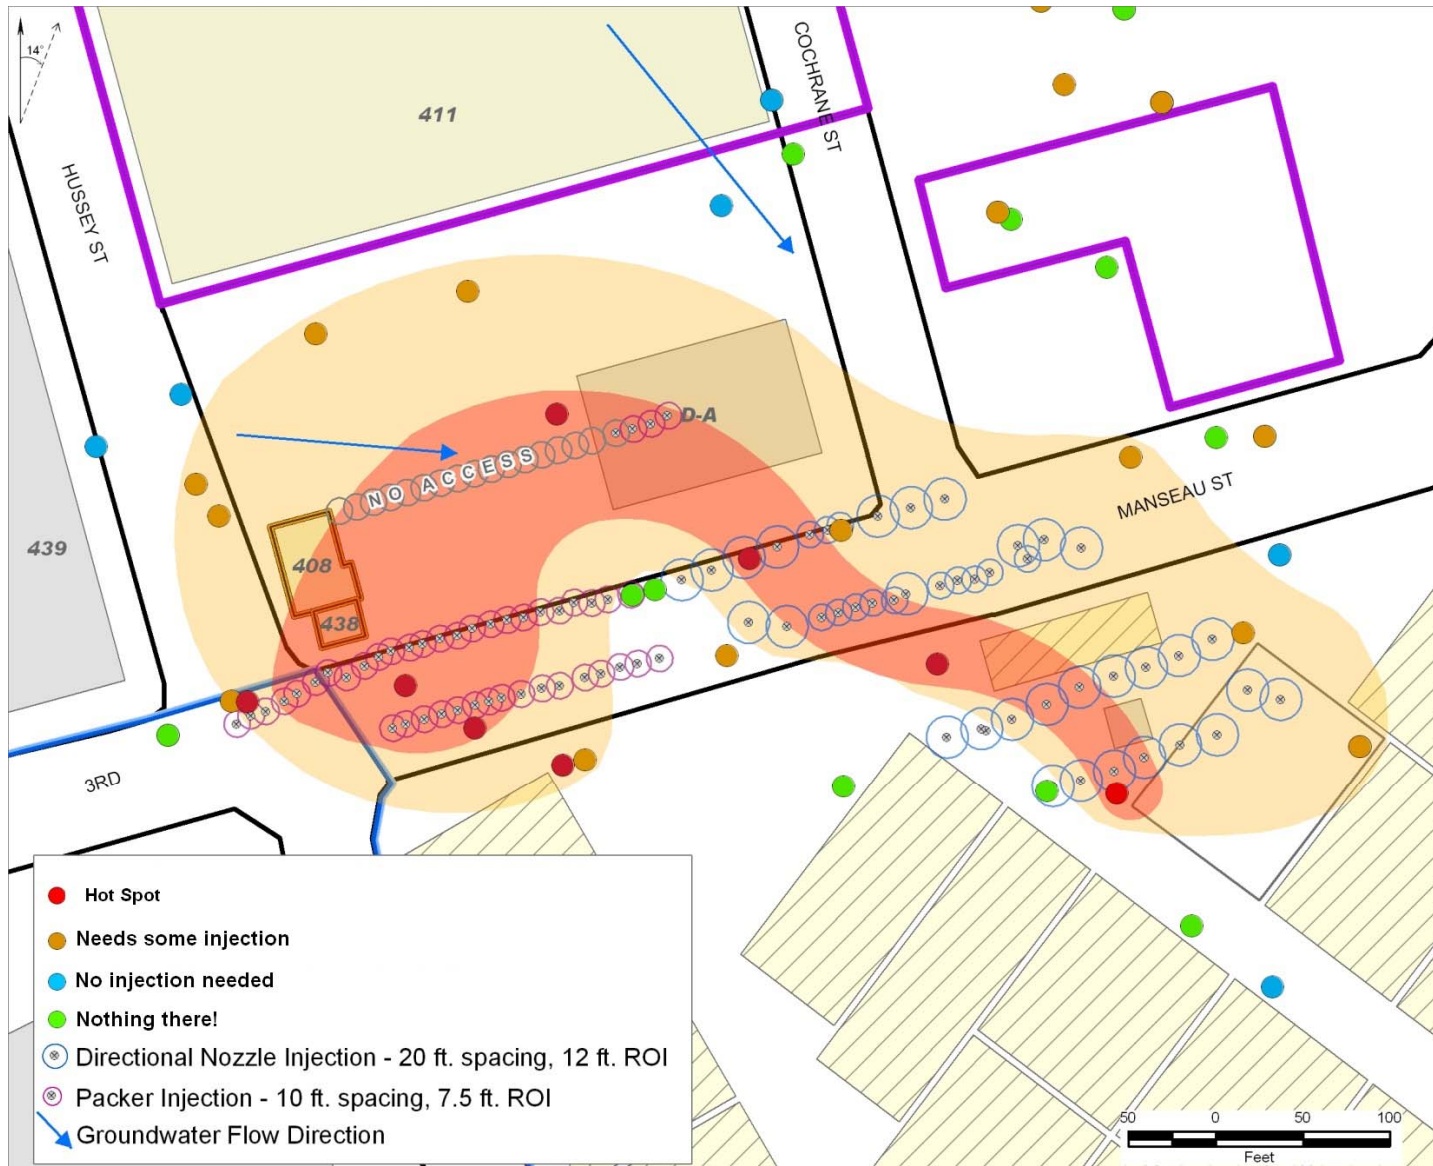 14°
411
COCHRANE ST
HUSSEY ST
D-A
NO ACCESS
MANSEAU ST
439
408
438
3RD
Hot Spot
Needs some injection
No injection needed
Nothing there!
Directional Nozzle Injection - 20 ft. spacing, 12 ft. ROI
Packer Injection - 10 ft. spacing, 7.5 ft. ROI
Groundwater Flow Direction
50 0 50 100
Feet